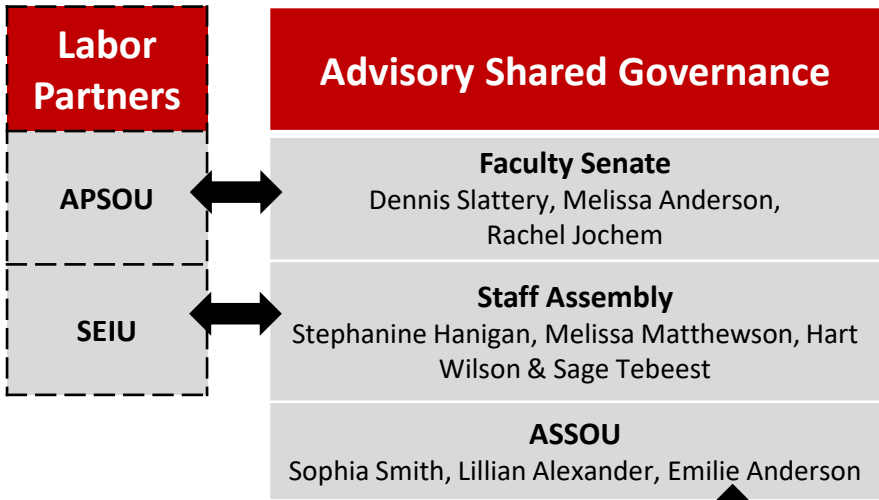 Labor
Partners
Advisory Shared Governance
APSOU
Faculty Senate
Dennis Slattery, Melissa Anderson,
Rachel Jochem
SEIU
Staff Assembly
Stephanine Hanigan, Melissa Matthewson, Hart
Wilson & Sage Tebeest
ASSOU
Sophia Smith, Lillian Alexander, Emilie Anderson